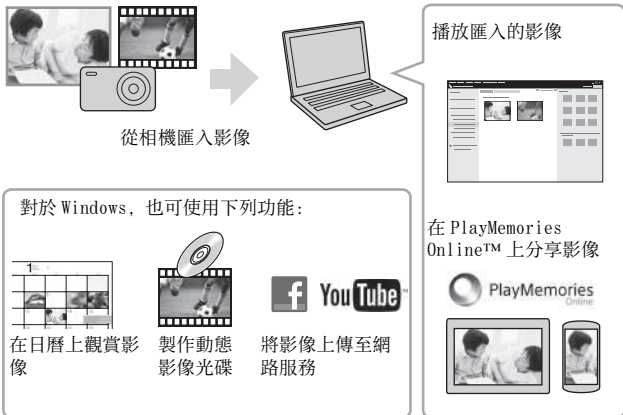 播放匯入的影像
從相機匯入影像
對於 Windows, 也可使用下列功能:
1
在日曆上觀賞影
像
製作動態
影像光碟
f
You Tube
將影像上傳至網
路服務
在 PlayMemories
Online™ 上分享影像
PlayMemories
Online